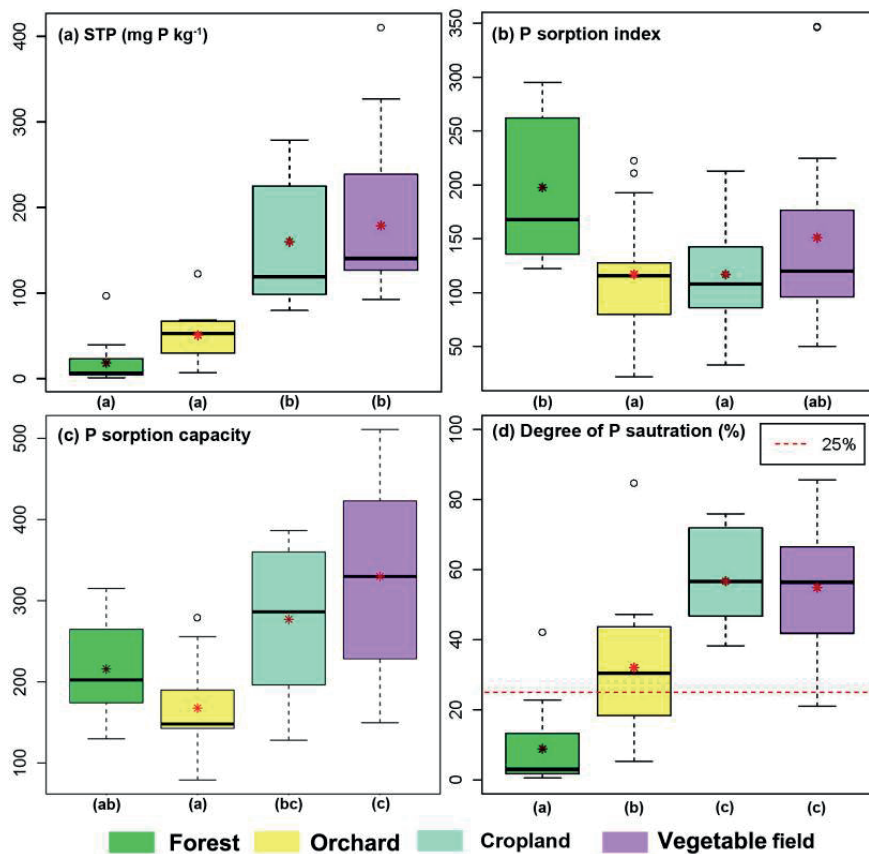 (a) STP (mg P kg⁻¹)
400
300
200
100
0
(a) (a) (b) (b)
(b) P sorption index
350
300
250
200
150
100
50
(b) (a) (a) (ab)
(c) P sorption capacity
500
400
300
200
100
(ab) (a) (bc) (c)
(d) Degree of P sautration (%)
25%
100
80
60
40
20
0
(a) (b) (c) (c)
Forest Orchard Cropland Vegetable field